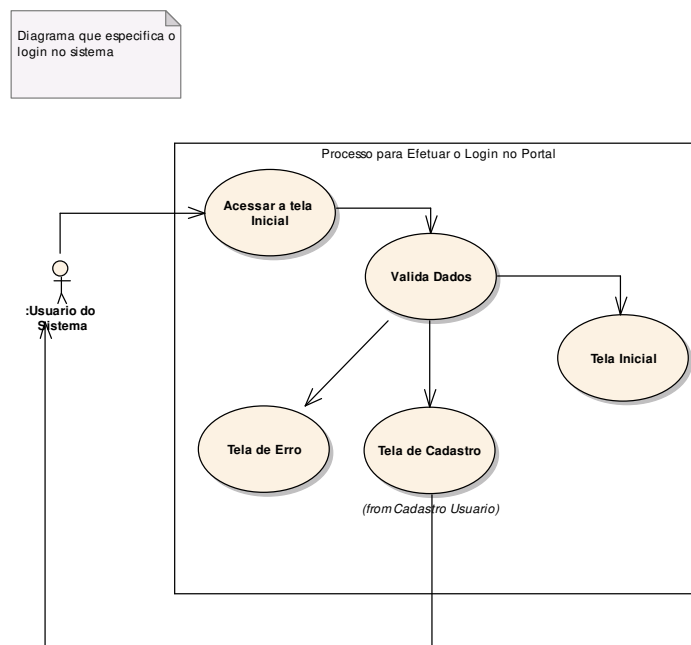 Diagrama que especifica o
login no sistema
Processo para Efetuar o Login no Portal
Acessar a tela
Inicial
Valida Dados
:Usuario do
Sistema
Tela Inicial
Tela de Erro
Tela de Cadastro
(from Cadastro Usuario)